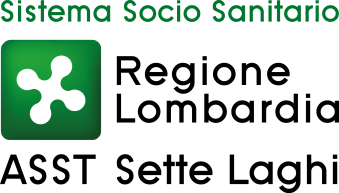 Sistema Socio Sanitario
Regione
Lombardia
ASST Sette Laghi